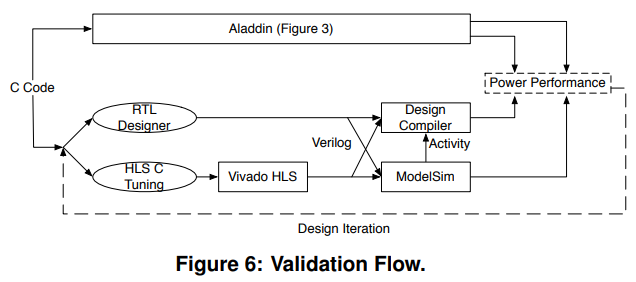 Aladdin (Figure 3)
C Code
Power Performance
RTL
Designer
Design
Compiler
Verilog
Activity
HLS C
Tuning
Vivado HLS
ModelSim
Design Iteration
Figure 6: Validation Flow.